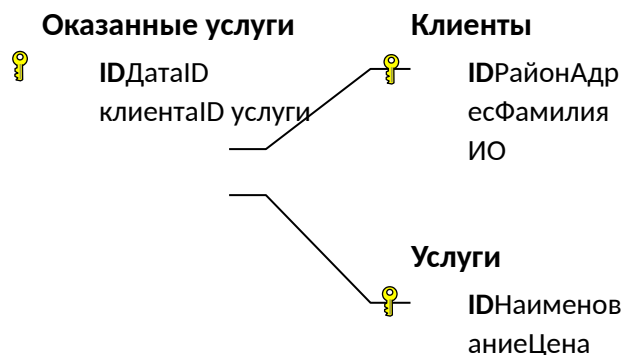 Оказанные услуги
IDДатаID
клиентаID услуги
Клиенты
IDРайонАдр
есФамилия
ИО
Услуги
IDНаименов
аниеЦена